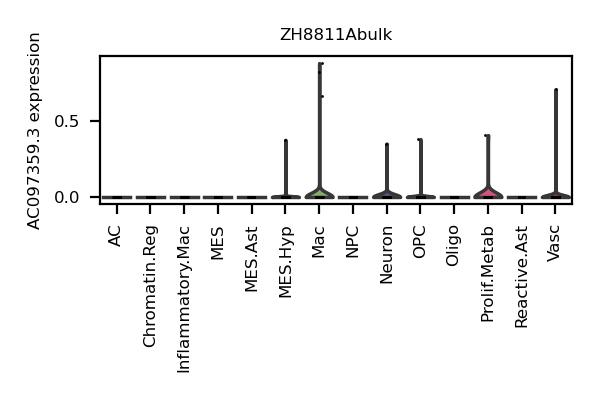 ZH8811Abulk
AC097359.3 expression
0.5
0.0
AC
Chromatin.Reg
Inflammatory.Mac
MES
MES.Ast
MES.Hyp
Mac
NPC
Neuron
OPC
Oligo
Prolif.Metab
Reactive.Ast
Vasc